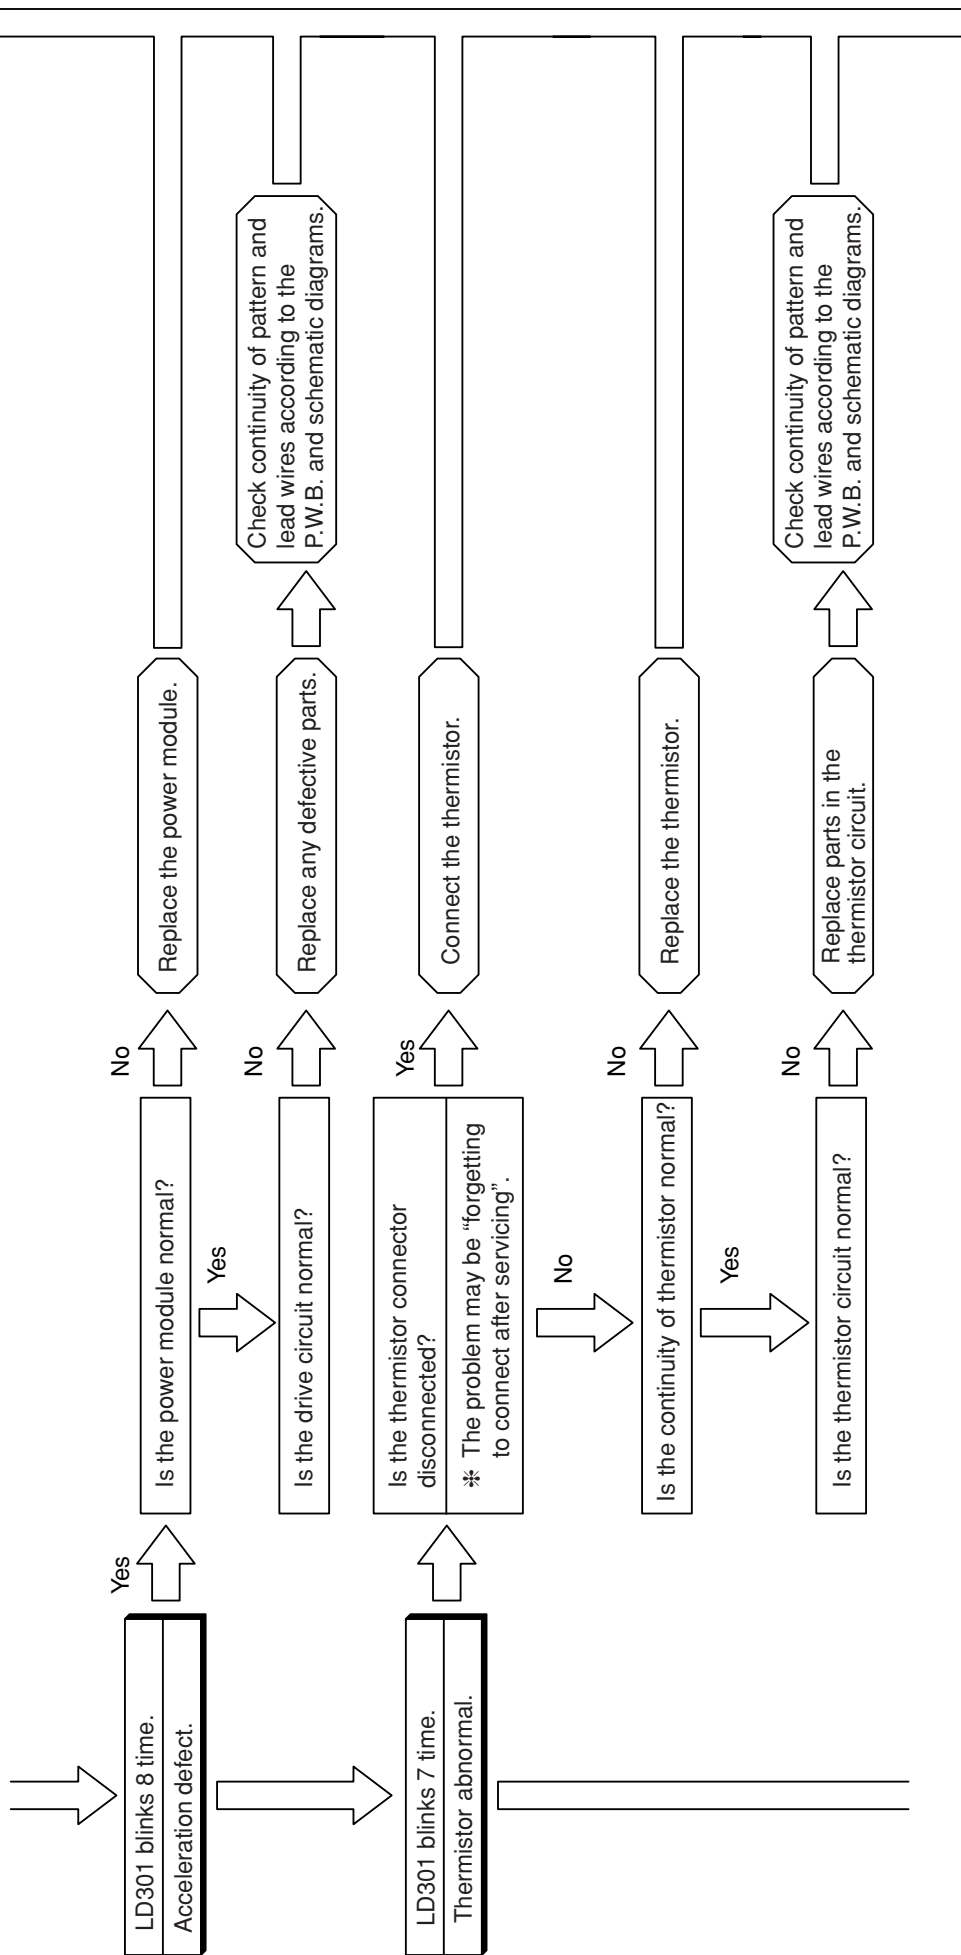 LD301 blinks 8 time.
Acceleration defect.
Yes
Is the power module normal?
No
Replace the power module.
Yes
Is the drive circuit normal?
No
Replace any defective parts.
Check continuity of pattern and
lead wires according to the
P.W.B. and schematic diagrams.
LD301 blinks 7 time.
Thermistor abnormal.
Is the thermistor connector
disconnected?
❉ The problem may be “forgetting
to connect after servicing”.
Yes
Connect the thermistor.
No
Is the continuity of thermistor normal?
No
Replace the thermistor.
Yes
Is the thermistor circuit normal?
No
Replace parts in the
thermistor circuit.
Check continuity of pattern and
lead wires according to the
P.W.B. and schematic diagrams.